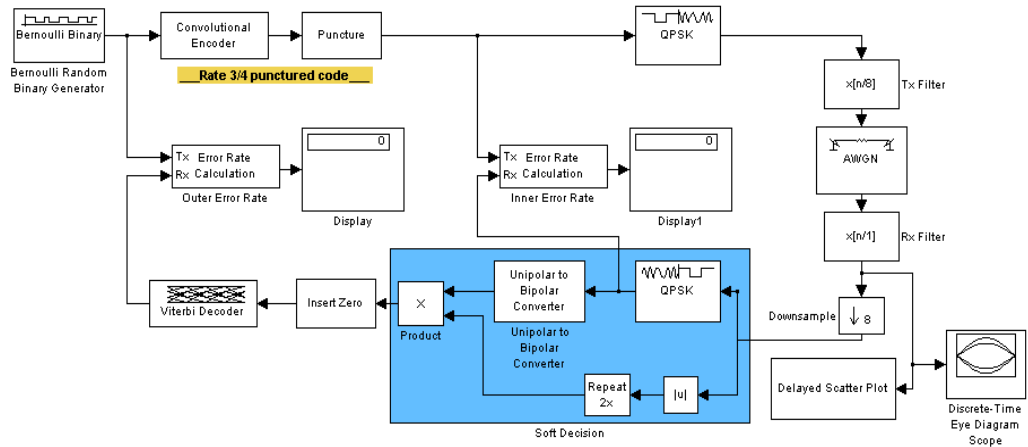 Bernoulli Binary
Bernoulli Random
Binary Generator
Convolutional
Encoder
Puncture
___Rate 3/4 punctured code___
QPSK
x[n/8]
Tx Filter
AWGN
x[n/1]
Rx Filter
Tx Error Rate
Rx Calculation
Outer Error Rate
0
Display
Tx Error Rate
Rx Calculation
Inner Error Rate
0
Display1
Viterbi Decoder
Insert Zero
X
Product
Unipolar to
Bipolar
Converter
Unipolar to
Bipolar
Converter
QPSK
Repeat
2x
|u|
Soft Decision
Downsample
↓ 8
Delayed Scatter Plot
Discrete-Time
Eye Diagram
Scope